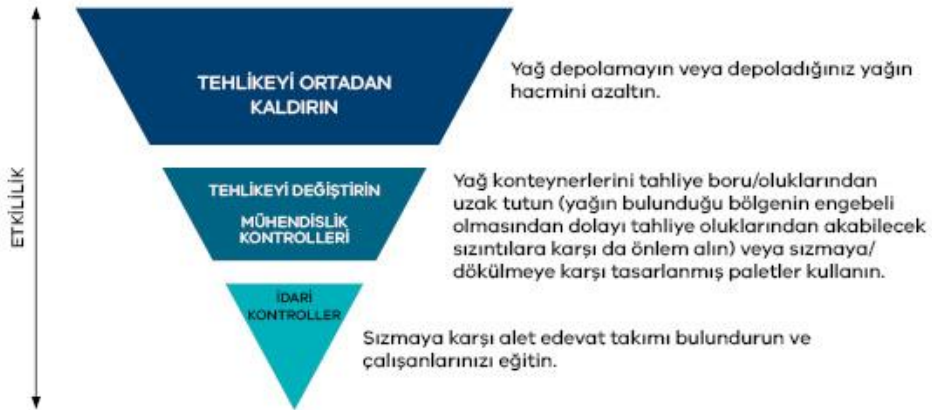 ETKİLİLİK
TEHLİKEYİ ORTADAN
KALDIRIN
Yağ depolamayın veya depoladığınız yağın
hacmini azaltın.
TEHLİKEYİ DEĞİŞTİRİN
MÜHENDİSLİK
KONTROLLERİ
Yağ konteynerlerini tahliye boru/oluklarından
uzak tutun (yağın bulunduğu bölgenin engebeli
olmasından dolayı tahliye oluklarından akabilecek
sızıntılara karşı da önlem alın) veya sızmaya/
dökülmeye karşı tasarlanmış paletler kullanın.
İDARİ
KONTROLLER
Sızmaya karşı alet edevat takımı bulundurun ve
çalışanlarınızı eğitin.